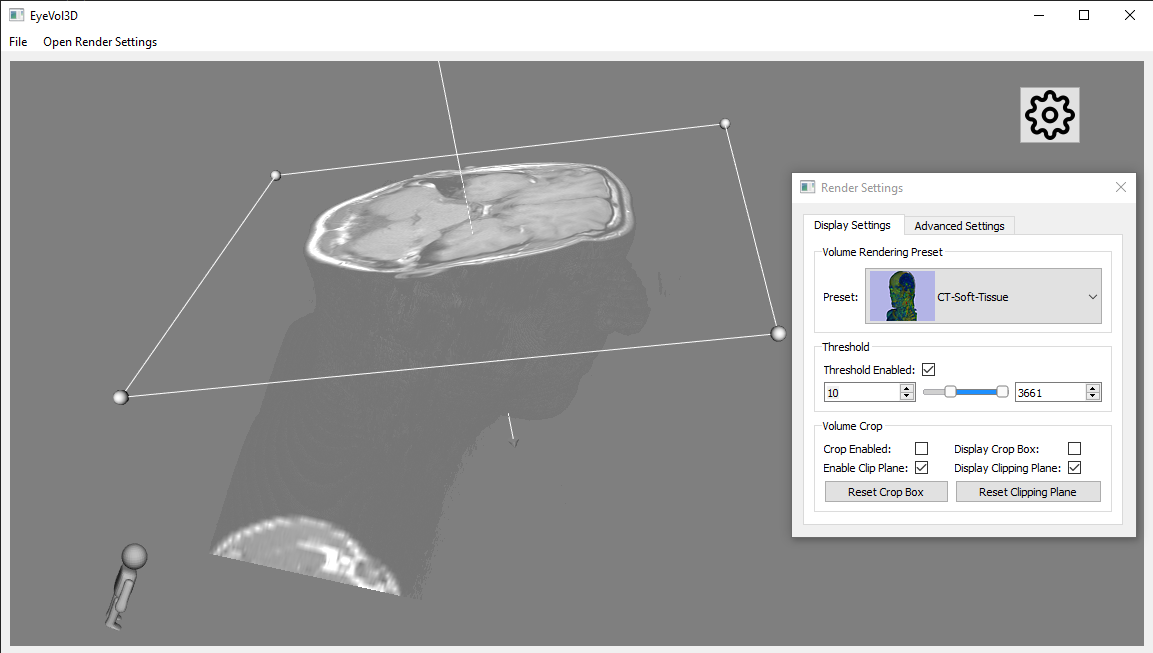 EyeVol3D
File Open Render Settings
Render Settings
Display Settings Advanced Settings
Volume Rendering Preset
Preset: CT-Soft-Tissue
Threshold
Threshold Enabled:
10 3661
Volume Crop
Crop Enabled: Display Crop Box:
Enable Clip Plane: Display Clipping Plane:
Reset Crop Box Reset Clipping Plane